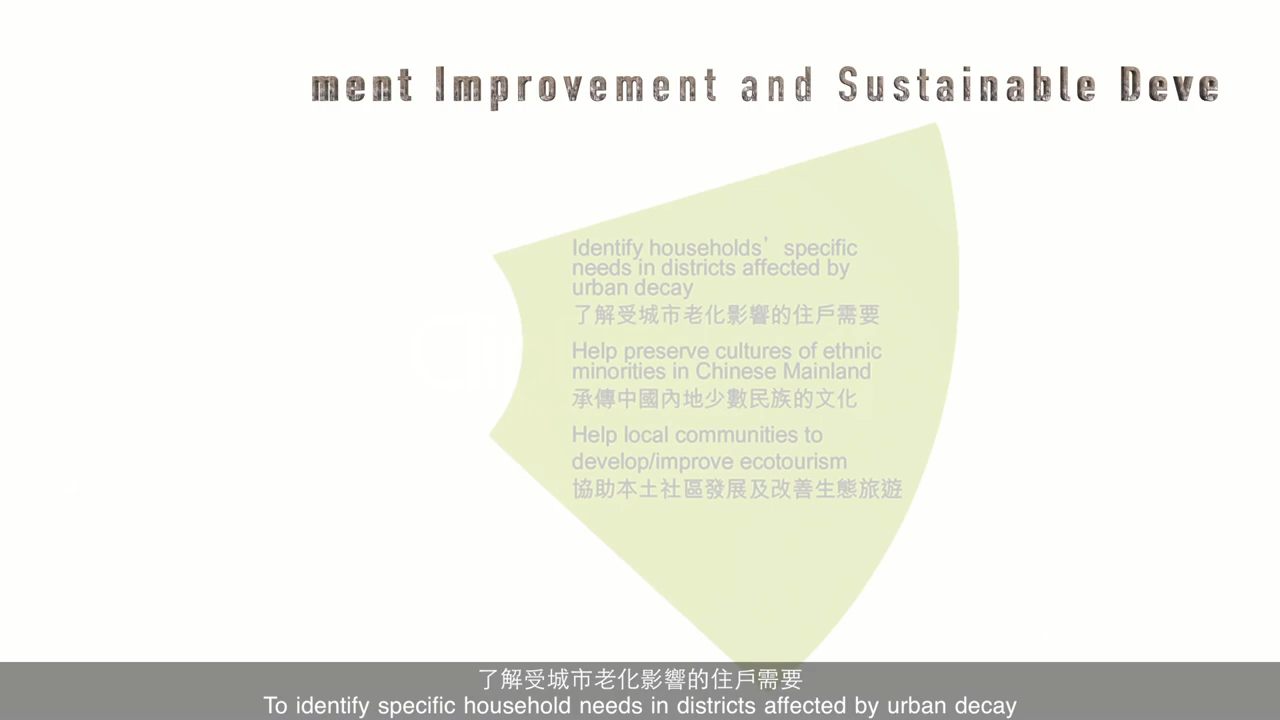 ment Improvement and Sustainable Deve
Identify households’ specific
needs in districts affected by
urban decay
了解受城市老化影響的住戶需要
Help preserve cultures of ethnic
minorities in Chinese Mainland
承傳中國內地少數民族的文化
Help local communities to
develop/improve ecotourism
協助本土社區發展及改善生態旅遊
了解受城市老化影響的住戶需要
To identify specific household needs in districts affected by urban decay